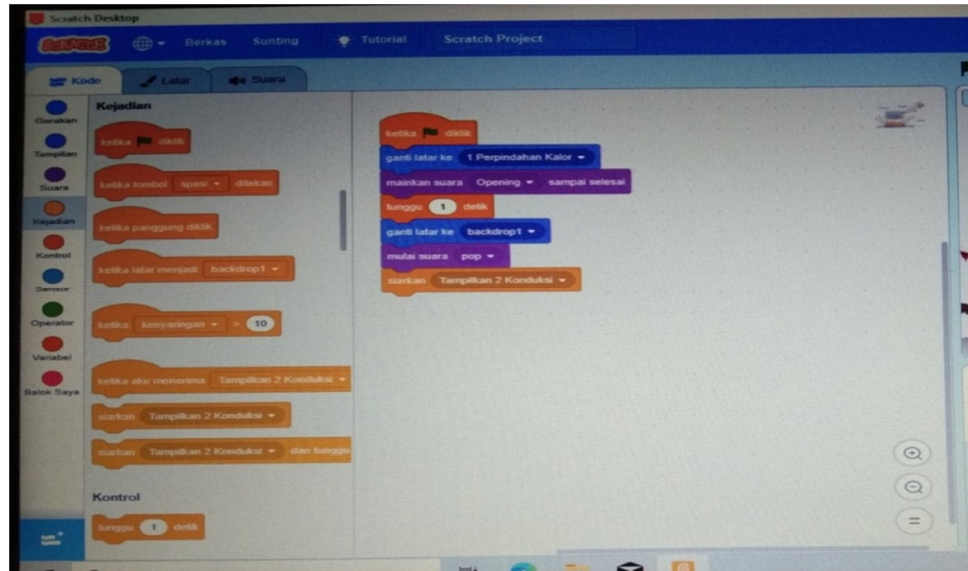 Scratch Desktop
SCRATCH Berkas Sunting Tutorial Scratch Project
Kode Latar Suara
Gerakan
Tampilan
Suara
Kejadian
Kontrol
Sensor
Operator
Variabel
Balok Saya
Kejadian
ketika diklik
ketika tombol spasi ditekan
ketika panggung diklik
ketika latar menjadi backdrop1
ketika kenyaringan > 10
ketika aku menerima Tampilkan 2 Konduksi
siarkan Tampilkan 2 Konduksi
siarkan Tampilkan 2 Konduksi dan tunggu
Kontrol
tunggu 1 detik
ketika diklik
ganti latar ke 1 Perpindahan Kalor
mainkan suara Opening sampai selesai
tunggu 1 detik
ganti latar ke backdrop1
mulai suara pop
siarkan Tampilkan 2 Konduksi